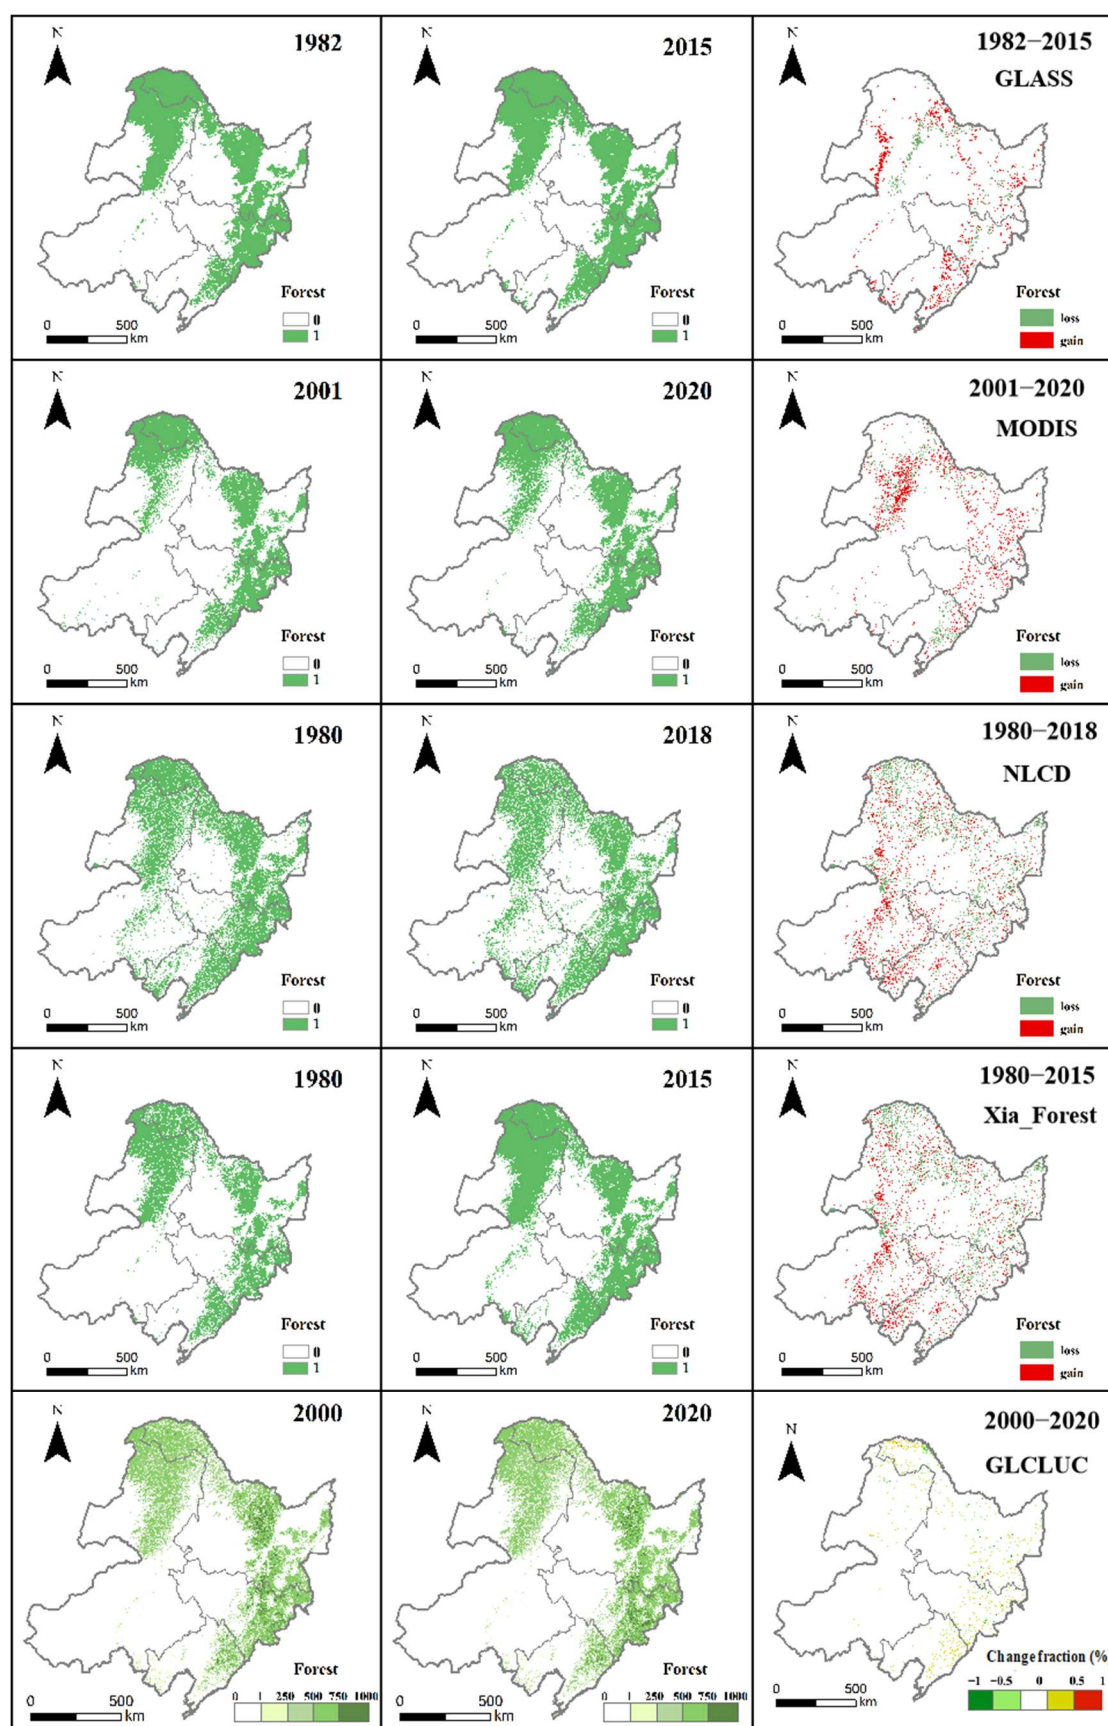 N
1982
Forest
0
1
0 500
km
N
2015
Forest
0
1
0 500
km
N
1982−2015
GLASS
Forest
loss
gain
0 500
km
N
2001
Forest
0
1
0 500
km
N
2020
Forest
0
1
0 500
km
N
2001−2020
MODIS
Forest
loss
gain
0 500
km
N
1980
Forest
0
1
0 500
km
N
2018
Forest
0
1
0 500
km
N
1980−2018
NLCD
Forest
loss
gain
0 500
km
N
1980
Forest
0
1
0 500
km
N
2015
Forest
0
1
0 500
km
N
1980−2015
Xia_Forest
Forest
loss
gain
0 500
km
N
2000
Forest
0 1 250 500 750 1000
0 500
km
N
2020
Forest
0 1 250 500 750 1000
0 500
km
N
2000−2020
GLCLUC
Change fraction (%
−1 −0.5 0 0.5 1
0 500
km